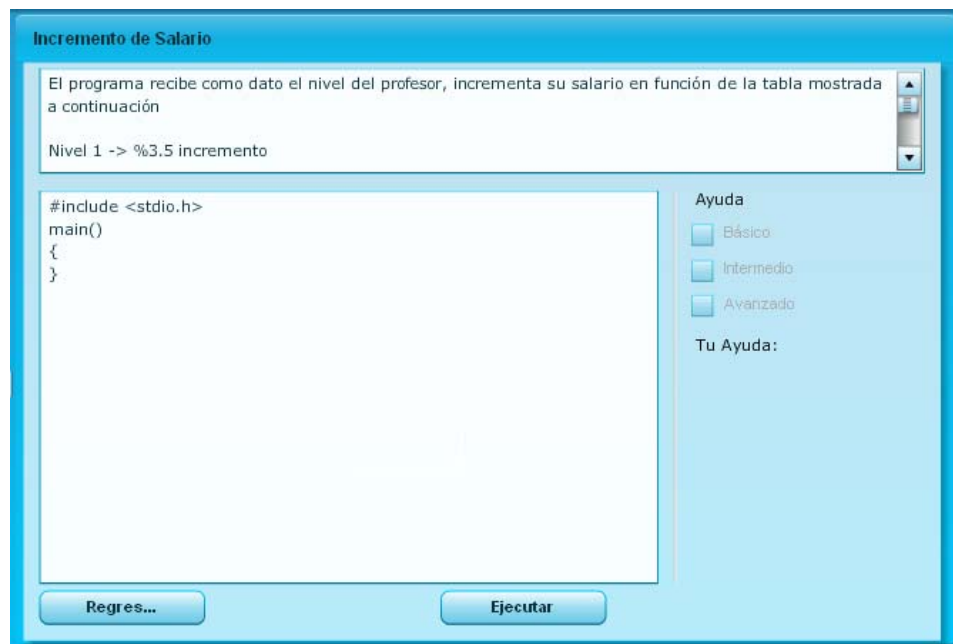 Incremento de Salario
El programa recibe como dato el nivel del profesor, incrementa su salario en función de la tabla mostrada
a continuación
Nivel 1 -> %3.5 incremento
#include <stdio.h>
main()
{
}
Ayuda
Básico
Intermedio
Avanzado
Tu Ayuda:
Regres...
Ejecutar